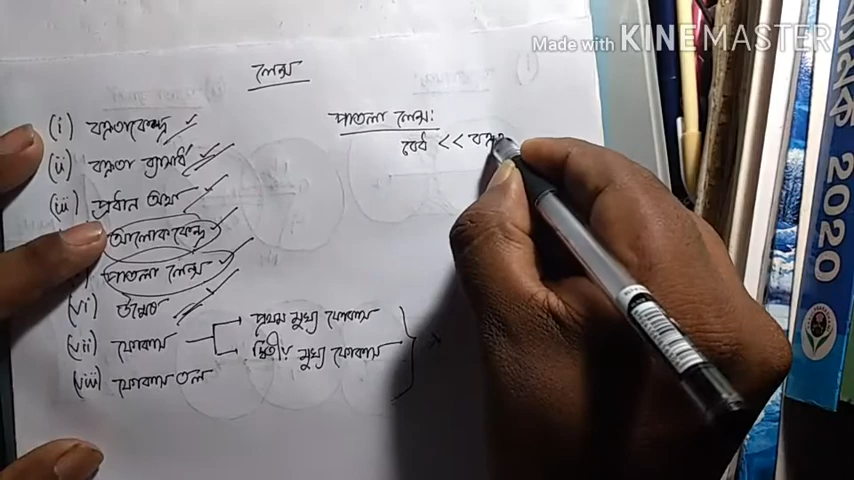 Made with KINEMASTER
লেন্স
(i) বক্রতাকেন্দ্র
(ii) বক্রতা ব্যাসার্ধ
(iii) প্রধান অক্ষ
আলোককেন্দ্র
পাতলা লেন্স
(vi) উন্মেষ
(vii) ফোকাস
প্রথম মুখ্য ফোকাস
দ্বিতীয় মুখ্য ফোকাস
(viii) ফোকাস তল
পাতলা লেন্স:
বেধ << বক্র
2020
2022